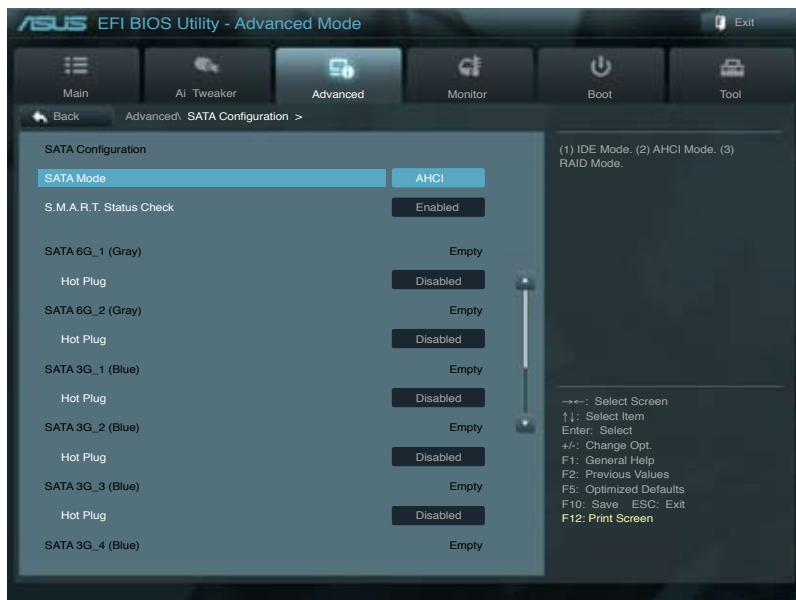 ASUS EFI BIOS Utility - Advanced Mode
Exit
Main Ai Tweaker Advanced Monitor Boot Tool
Back Advanced\ SATA Configuration >
SATA Configuration
SATA Mode AHCI
S.M.A.R.T. Status Check Enabled
SATA 6G_1 (Gray) Empty
Hot Plug Disabled
SATA 6G_2 (Gray) Empty
Hot Plug Disabled
SATA 3G_1 (Blue) Empty
Hot Plug Disabled
SATA 3G_2 (Blue) Empty
Hot Plug Disabled
SATA 3G_3 (Blue) Empty
Hot Plug Disabled
SATA 3G_4 (Blue) Empty
(1) IDE Mode. (2) AHCI Mode. (3)
RAID Mode.
→←: Select Screen
↑↓: Select Item
Enter: Select
+/-: Change Opt.
F1: General Help
F2: Previous Values
F5: Optimized Defaults
F10: Save ESC: Exit
F12: Print Screen